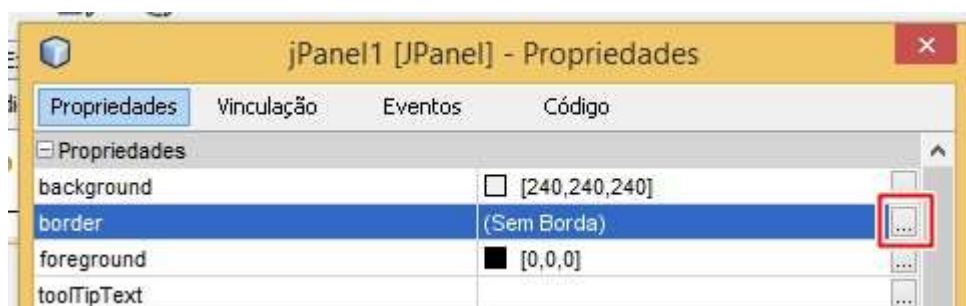 jPanel1 [JPanel] - Propriedades
Propriedades Vinculação Eventos Código
Propriedades
background [240,240,240]
border (Sem Borda) ...
foreground [0,0,0] ...
toolTipText ...